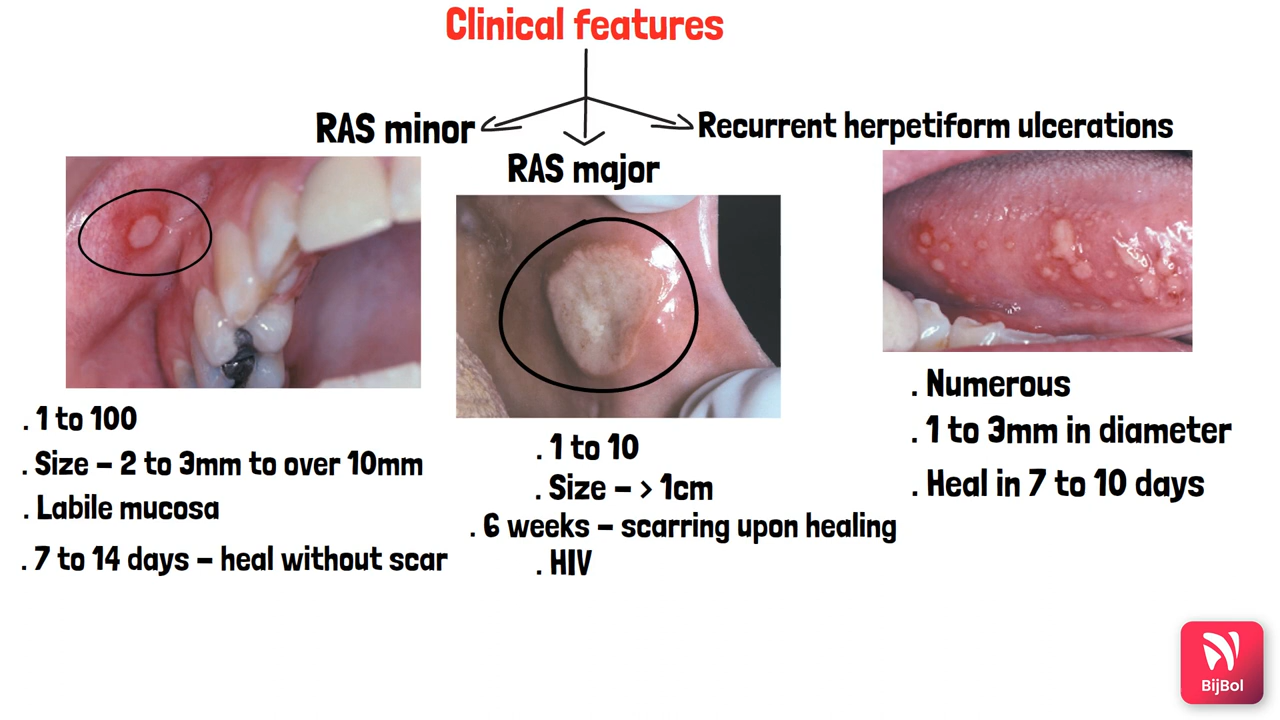 Clinical features
RAS minor
RAS major
Recurrent herpetiform ulcerations
. 1 to 100
. Size – 2 to 3mm to over 10mm
. Labile mucosa
. 7 to 14 days – heal without scar
. 1 to 10
. Size – > 1cm
. 6 weeks – scarring upon healing
. HIV
. Numerous
. 1 to 3mm in diameter
. Heal in 7 to 10 days
BijBol